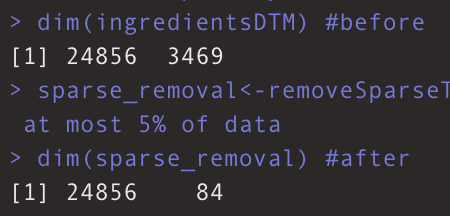 > dim(ingredientsDTM) #before
[1] 24856  3469
> sparse_removal<-removeSparseT
at most 5% of data
> dim(sparse_removal) #after
[1] 24856    84